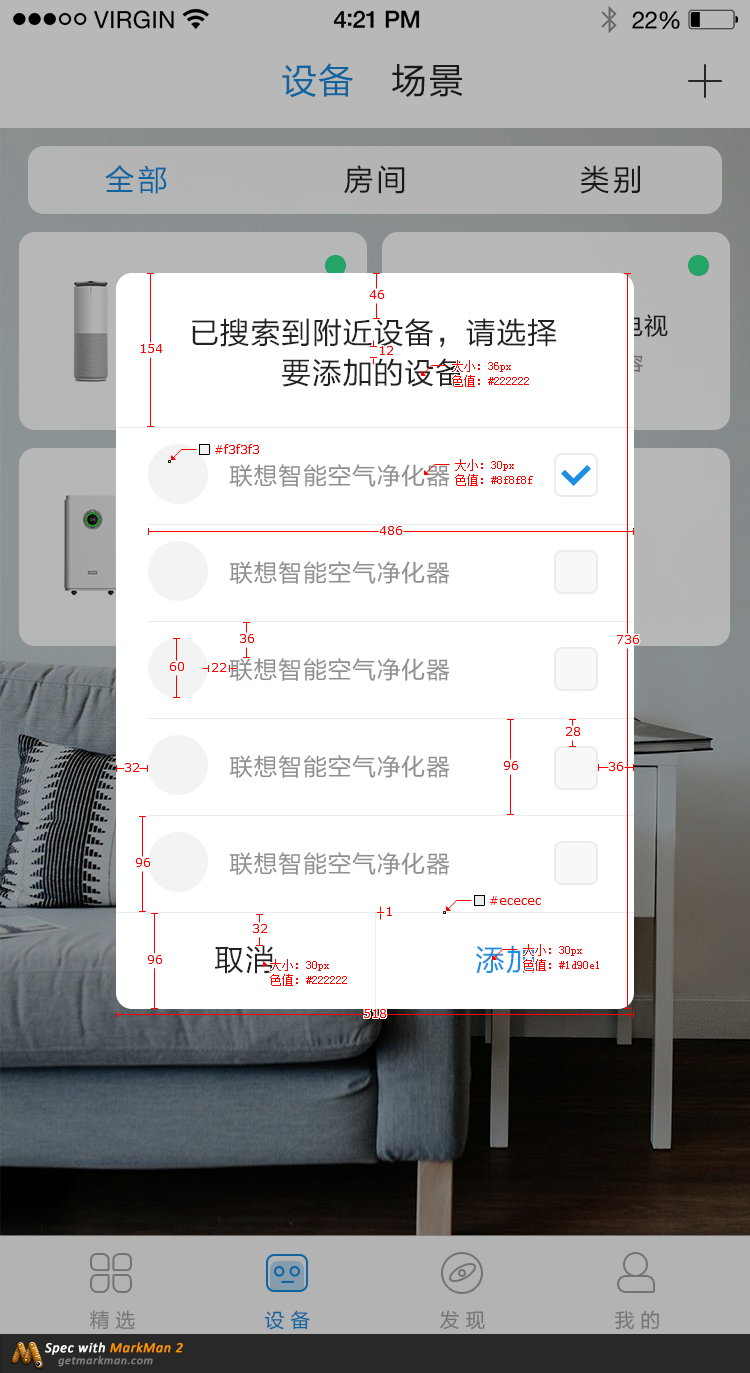 VIRGIN 4:21 PM 22%
设备 场景
全部 房间 类别
46
已搜索到附近设备，请选择
154
12
电视
要添加的设备
大小: 36px
色值: #222222
#f3f3f3
联想智能空气净化器
大小: 30px
色值: #8f8f8f
486
联想智能空气净化器
36
736
60
22
联想智能空气净化器
28
32
联想智能空气净化器
96
36
96
联想智能空气净化器
#ececec
1
32
96
取消
大小: 30px
色值: #222222
添加
大小: 30px
色值: #1d90e1
518
精选 设备 发现 我的
Spec with MarkMan 2
getmarkman.com